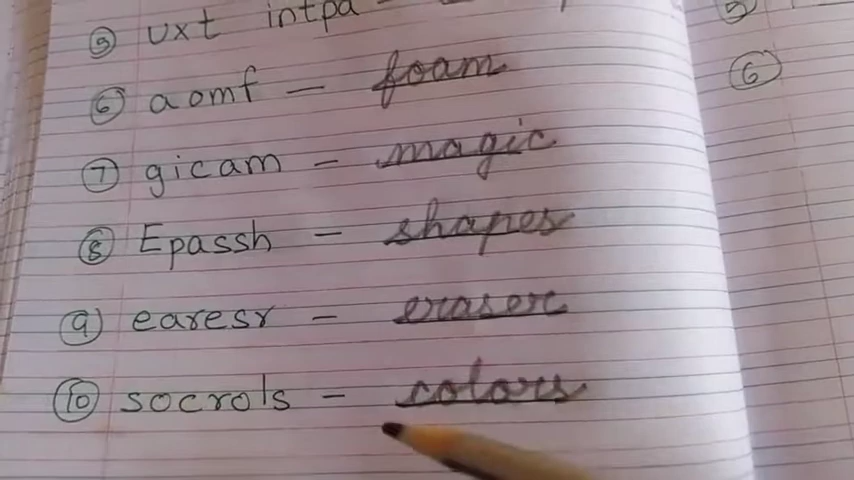 ⑤ uxt intpa -
⑥ aomf - foam
⑦ gicam - magic
⑧ Epassh - shapes
⑨ earesr - eraser
⑩ socrols - colors
⑥